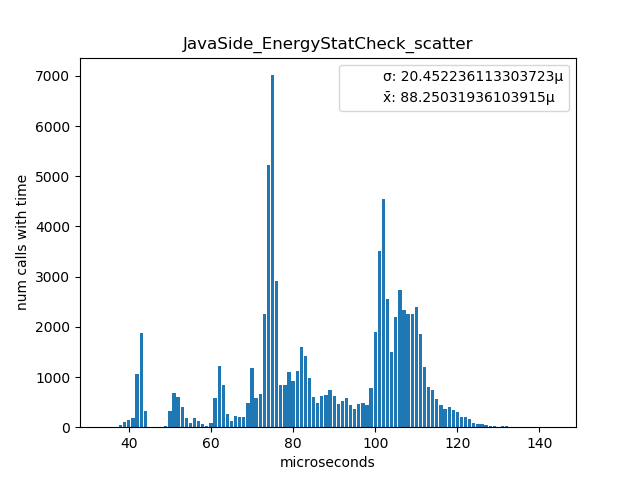 JavaSide_EnergyStatCheck_scatter
σ: 20.452236113303723μ
x̄: 88.25031936103915μ
7000
6000
5000
4000
3000
2000
1000
0
num calls with time
40 60 80 100 120 140
microseconds